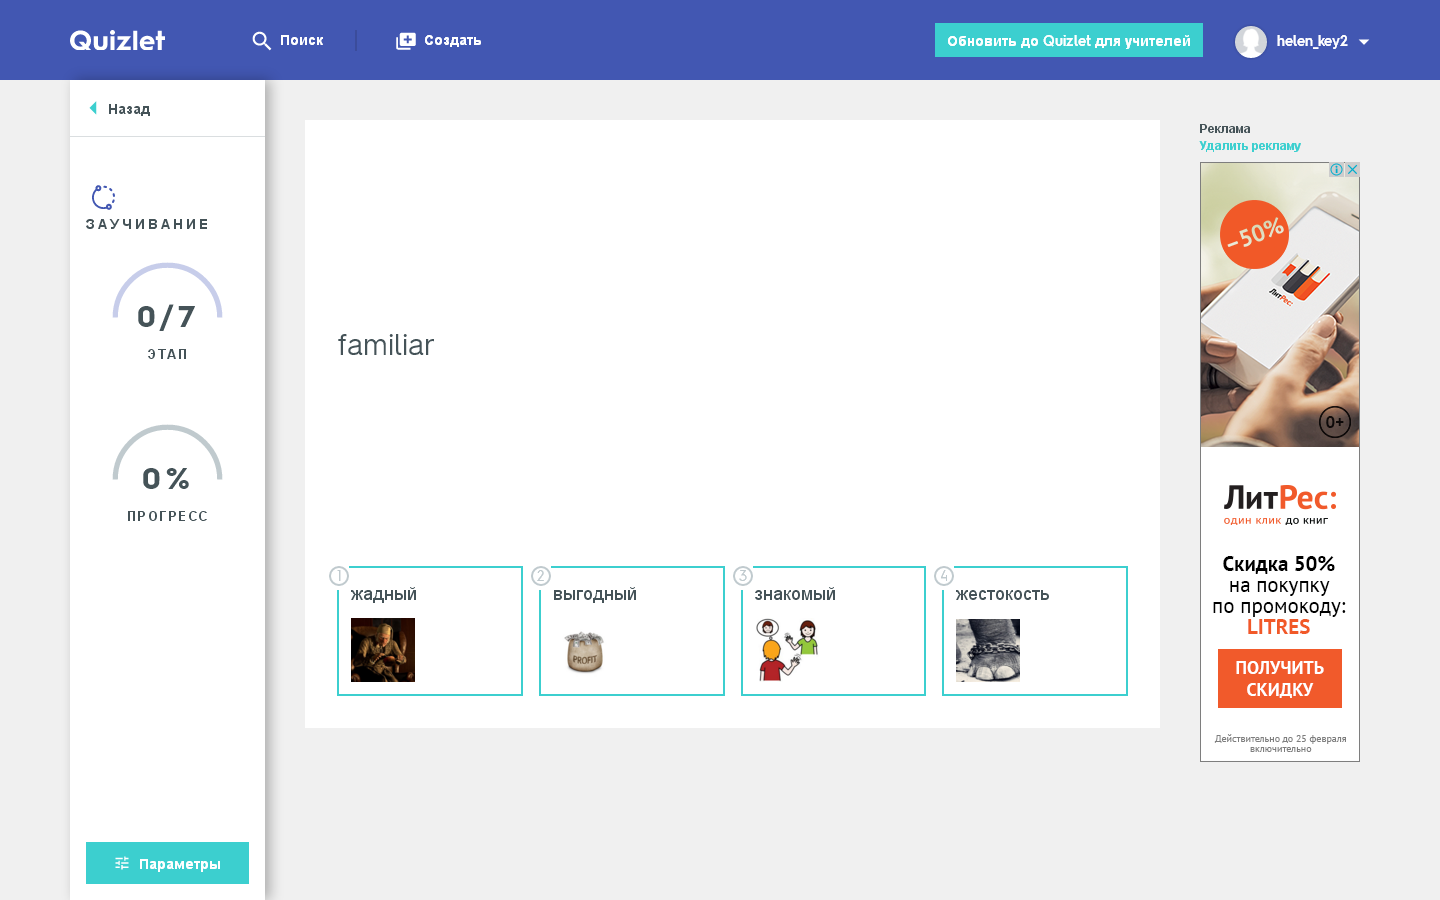 Quizlet
Поиск
Создать
Обновить до Quizlet для учителей
helen_key2
Назад
ЗАУЧИВАНИЕ
0/7
ЭТАП
0%
ПРОГРЕСС
Параметры
familiar
1
жадный
2
выгодный
PROFIT
3
знакомый
4
жестокость
Реклама
Удалить рекламу
-50%
ЛитРес:
0+
ЛитРес:
один клик до книг
Скидка 50%
на покупку
по промокоду:
LITRES
ПОЛУЧИТЬ
СКИДКУ
Действительно до 25 февраля
включительно